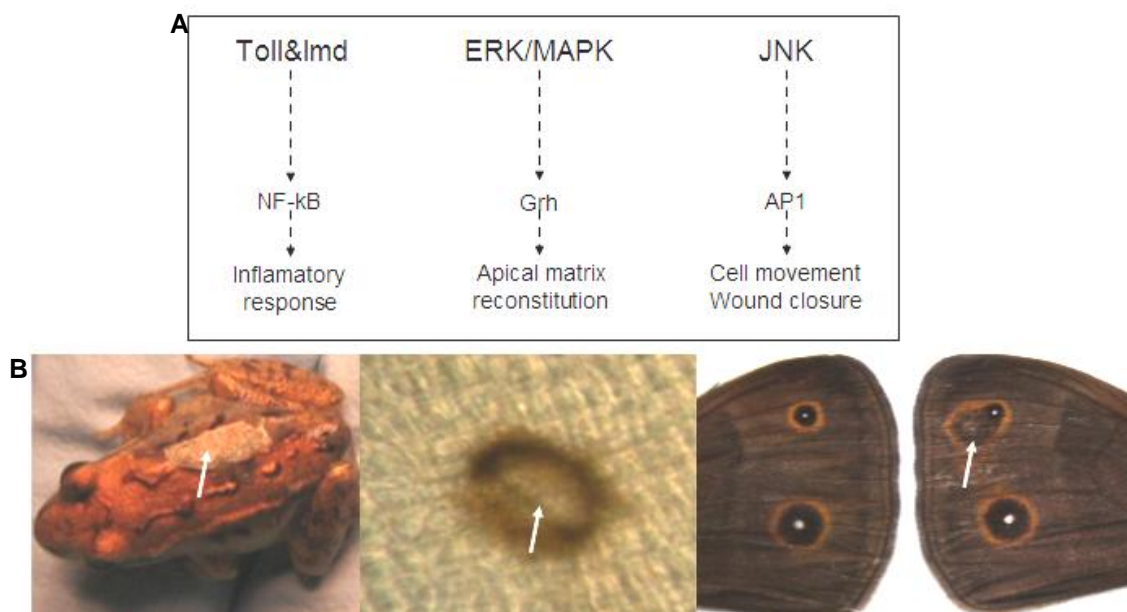 A
Toll&Imd ERK/MAPK JNK
NF-kB Grh AP1
Inflamatory Apical matrix Cell movement
response reconstitution Wound closure
B